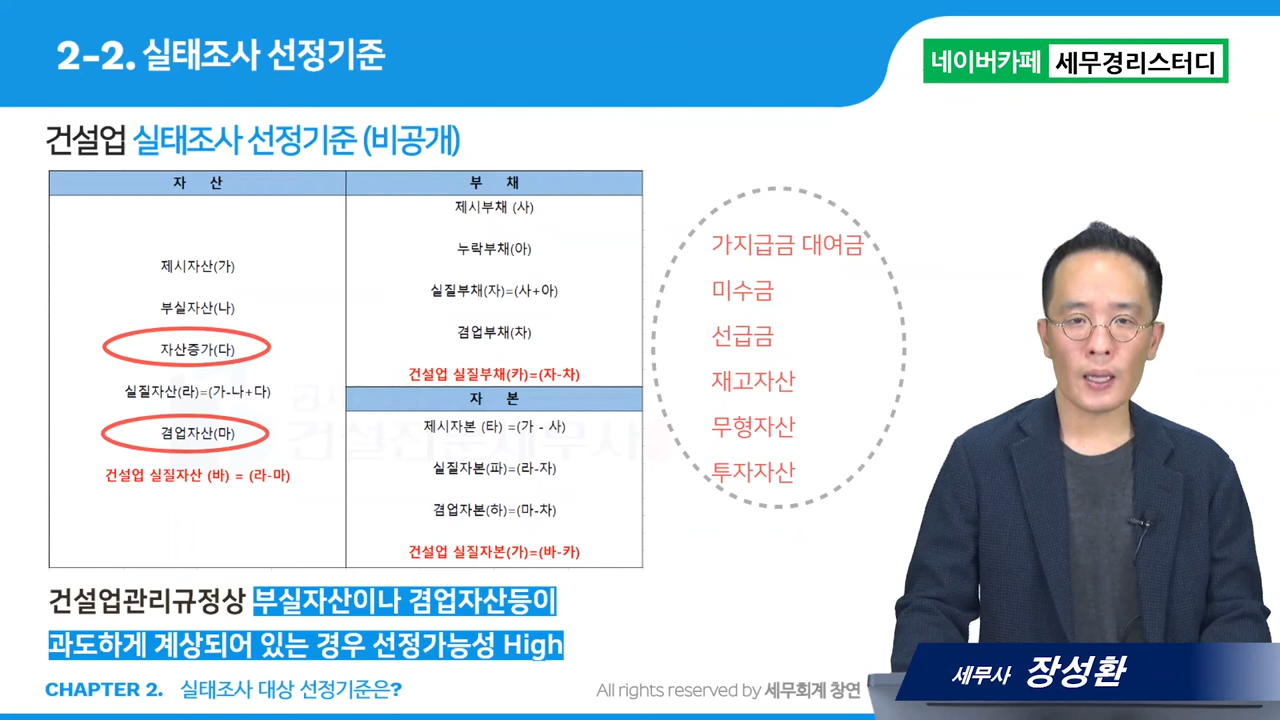 2-2. 실태조사 선정기준
네이버카페 세무경리스터디
건설업 실태조사 선정기준 (비공개)
자 산
제시자산(가)
부실자산(나)
자산증가(다)
실질자산(라)=(가-나+다)
겸업자산(마)
건설업 실질자산 (바) = (라-마)
부 채
제시부채 (사)
누락부채(아)
실질부채(자)=(사+아)
겸업부채(차)
건설업 실질부채(카)=(자-차)
자 본
제시자본 (타) =(가 - 사)
실질자본(파)=(라-자)
겸업자본(하)=(마-차)
건설업 실질자본(가)=(바-카)
가지급금 대여금
미수금
선급금
재고자산
무형자산
투자자산
건설업관리규정상 부실자산이나 겸업자산등이
과도하게 계상되어 있는 경우 선정가능성 High
CHAPTER 2. 실태조사 대상 선정기준은?
All rights reserved by 세무회계 창연
세무사 장성환